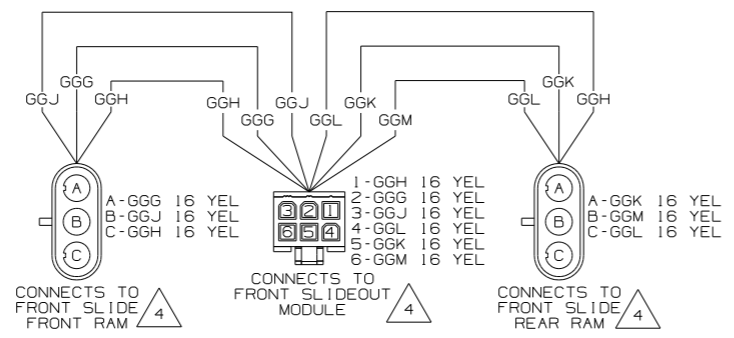 GGJ
GGG
GGH
GGH
GGG
GGJ
GGL
GGK
GGM
GGL
GGK
GGH
A
B
C
A-GGG 16 YEL
B-GGJ 16 YEL
C-GGH 16 YEL
CONNECTS TO
FRONT SLIDE
FRONT RAM
4
3 2 1
6 5 4
1-GGH 16 YEL
2-GGG 16 YEL
3-GGJ 16 YEL
4-GGL 16 YEL
5-GGK 16 YEL
6-GGM 16 YEL
CONNECTS TO
FRONT SLIDEOUT
MODULE
4
A
B
C
A-GGK 16 YEL
B-GGM 16 YEL
C-GGL 16 YEL
CONNECTS TO
FRONT SLIDE
REAR RAM
4